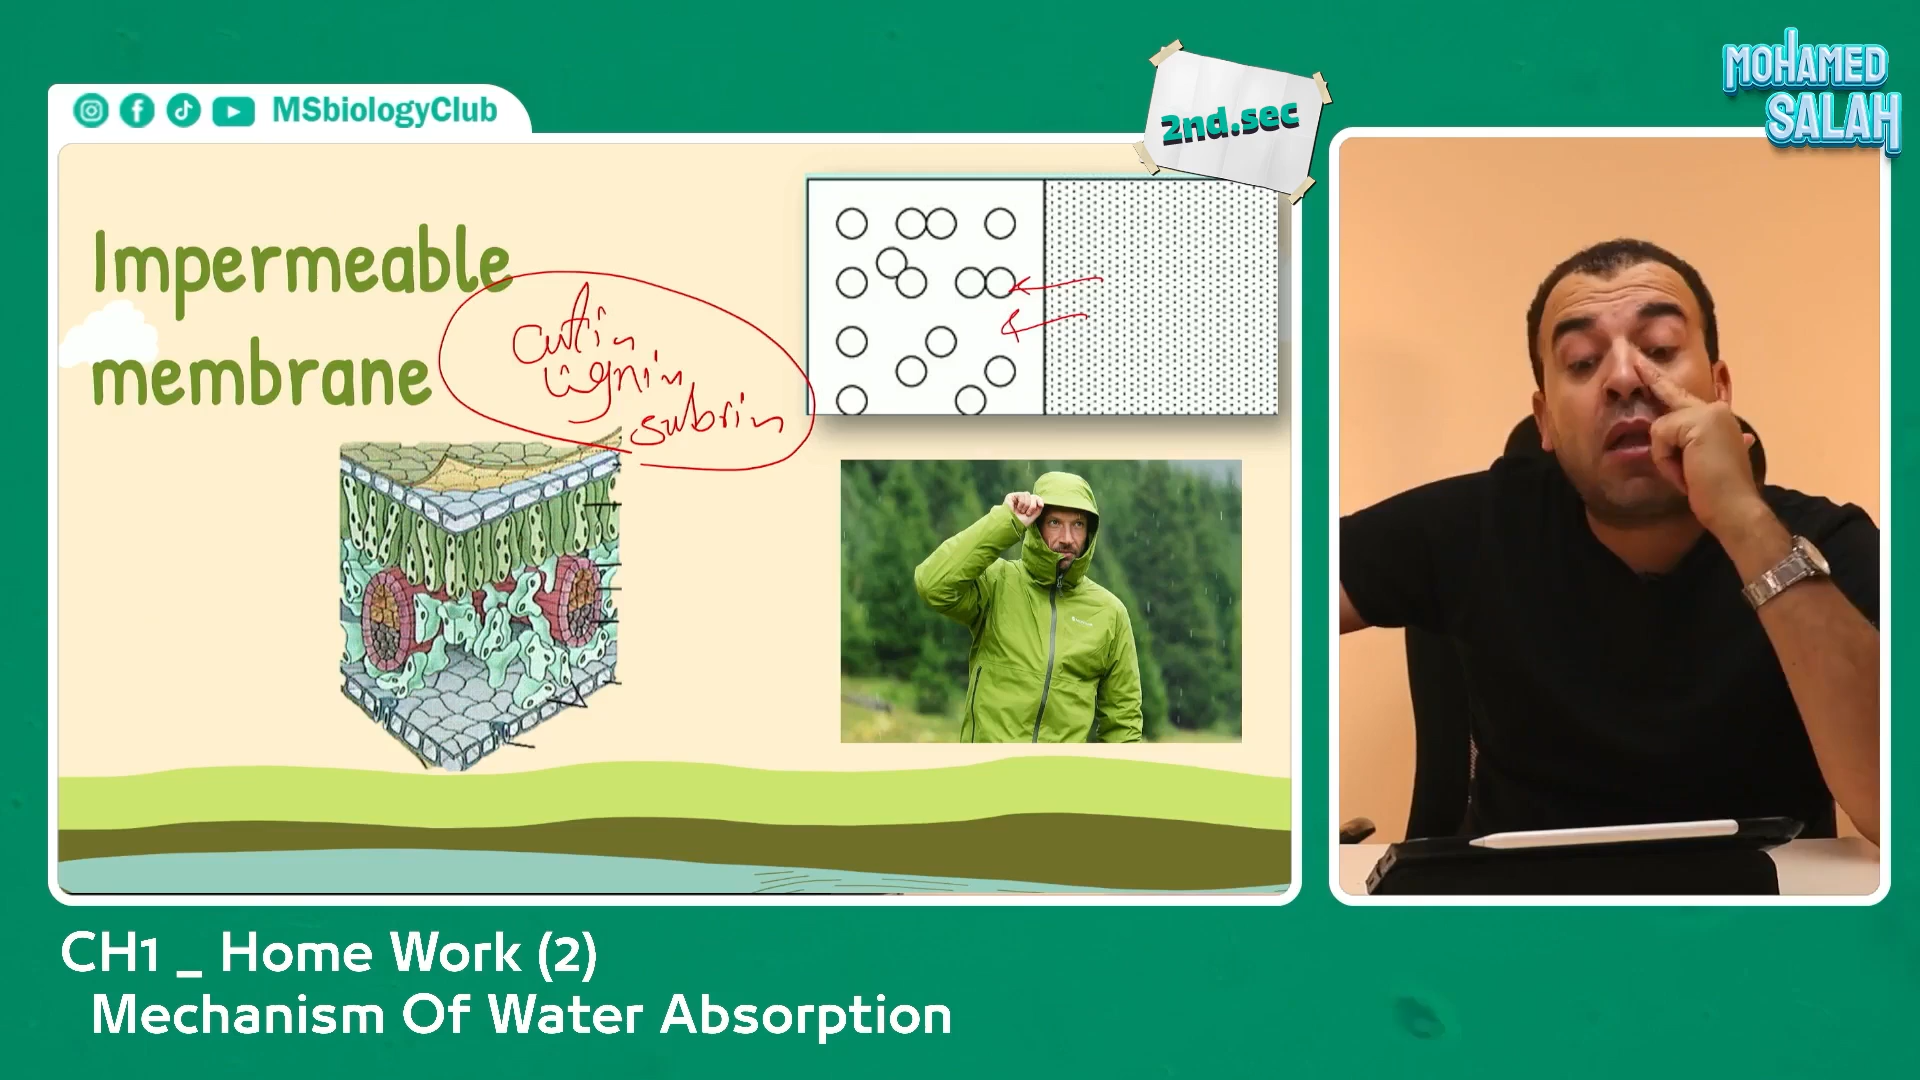 MOHAMED
SALAH
MSbiologyClub
2nd.sec
Impermeable
membrane
cutin
lignin
subrin
CH1 _ Home Work (2)
Mechanism Of Water Absorption